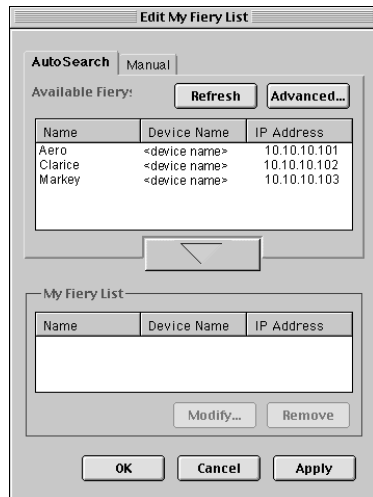 Edit My Fiery List
AutoSearch Manual
Available Fiery:
Refresh Advanced...
Name Device Name IP Address
Aero <device name> 10.10.10.101
Clarice <device name> 10.10.10.102
Markey <device name> 10.10.10.103
My Fiery List
Name Device Name IP Address
Modify... Remove
OK Cancel Apply